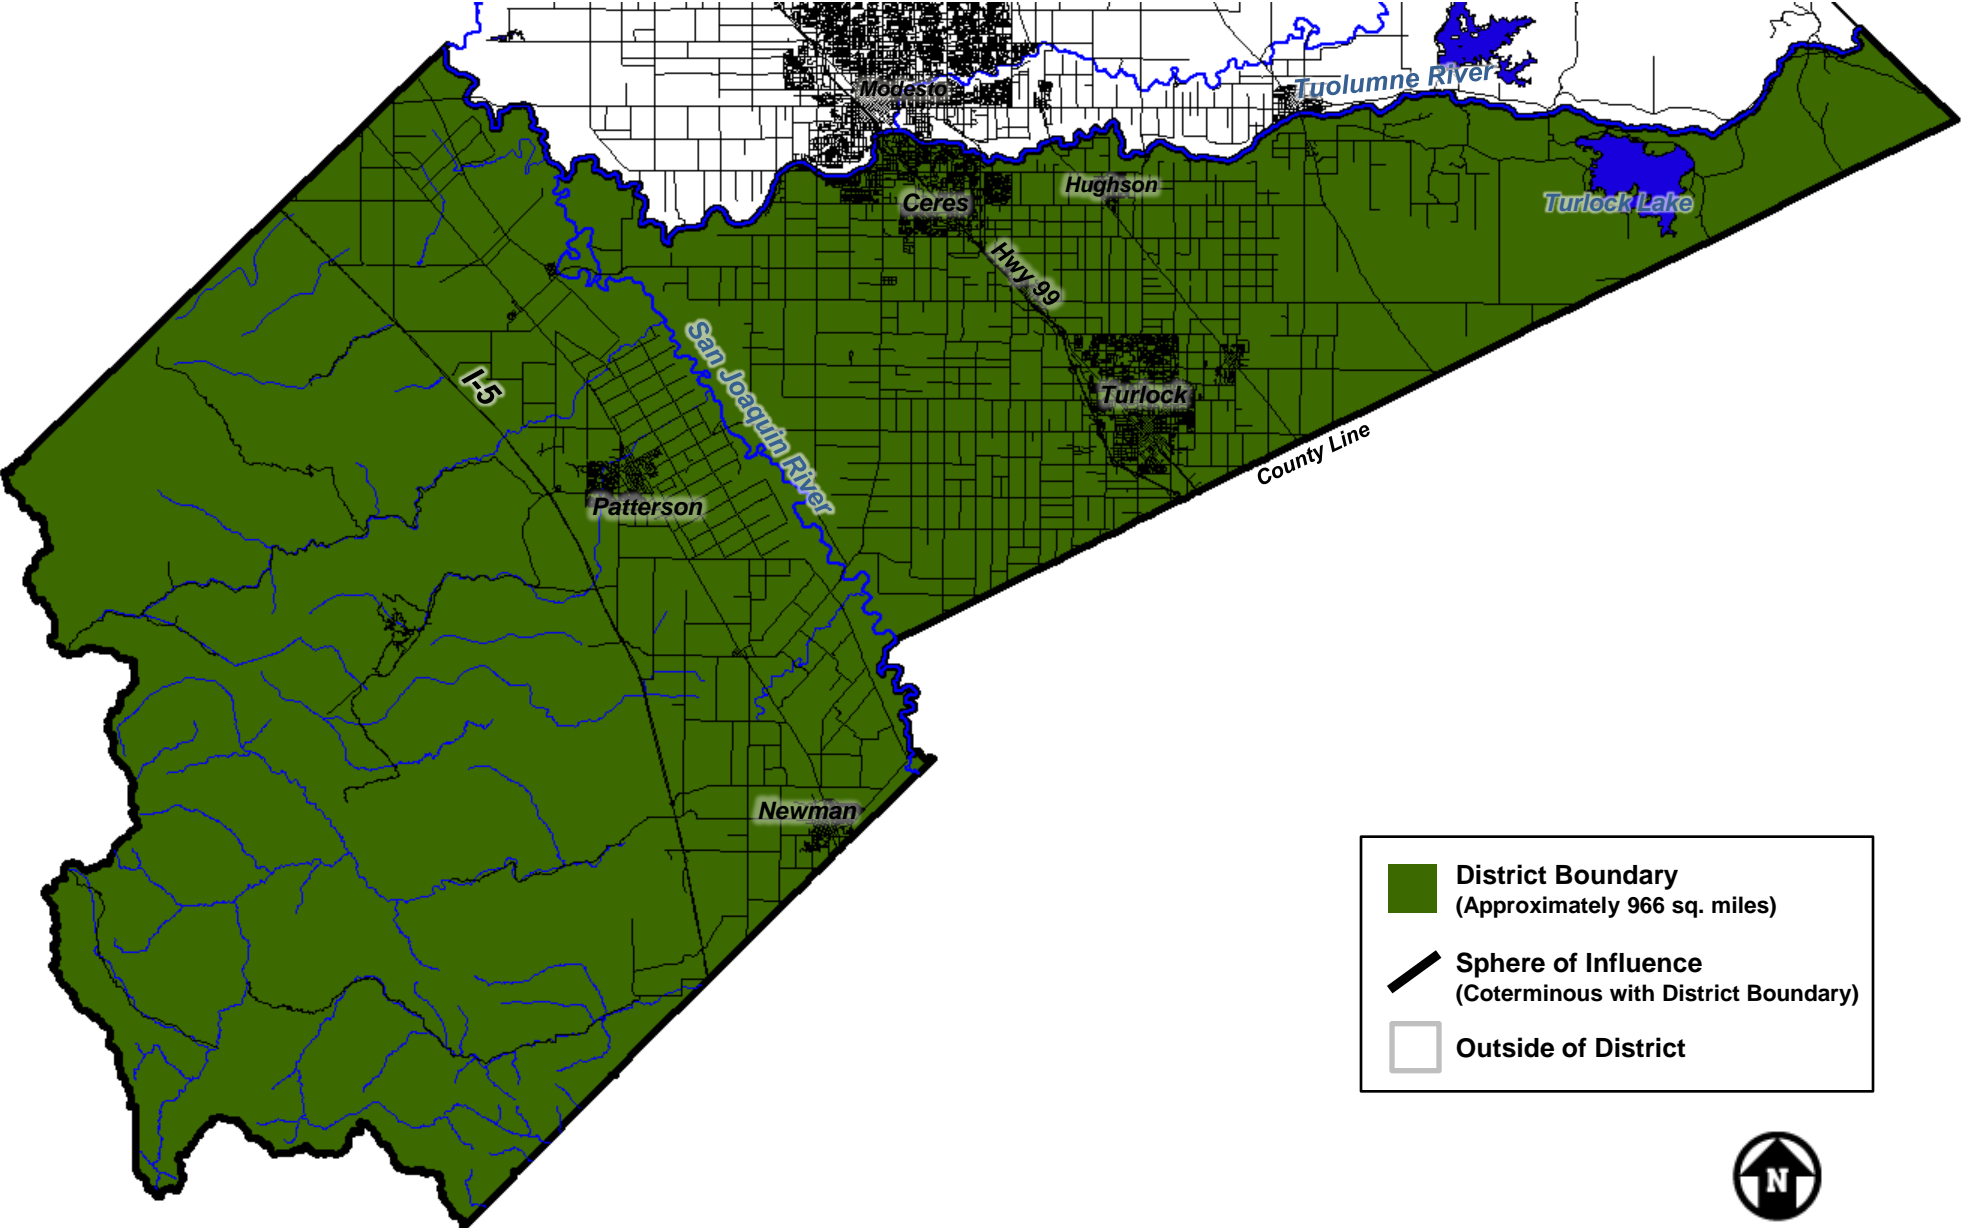 Modesto
Tuolumne River
Hughson
Ceres
Turlock Lake
Hwy 99
San Joaquin River
I-5
Turlock
County Line
Patterson
Newman
District Boundary
(Approximately 966 sq. miles)
Sphere of Influence
(Coterminous with District Boundary)
Outside of District
N